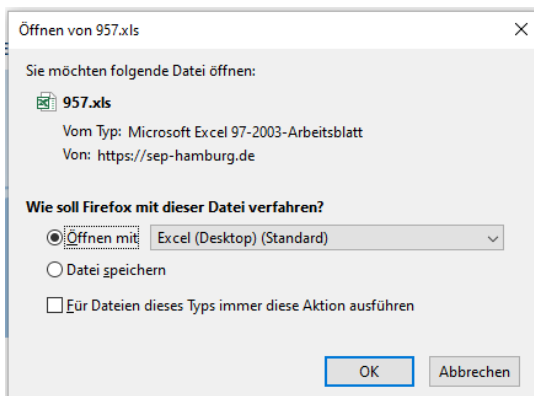 Öffnen von 957.xls
Sie möchten folgende Datei öffnen:
957.xls
Vom Typ: Microsoft Excel 97-2003-Arbeitsblatt
Von: https://sep-hamburg.de
Wie soll Firefox mit dieser Datei verfahren?
Öffnen mit Excel (Desktop) (Standard)
Datei speichern
Für Dateien dieses Typs immer diese Aktion ausführen
OK Abbrechen